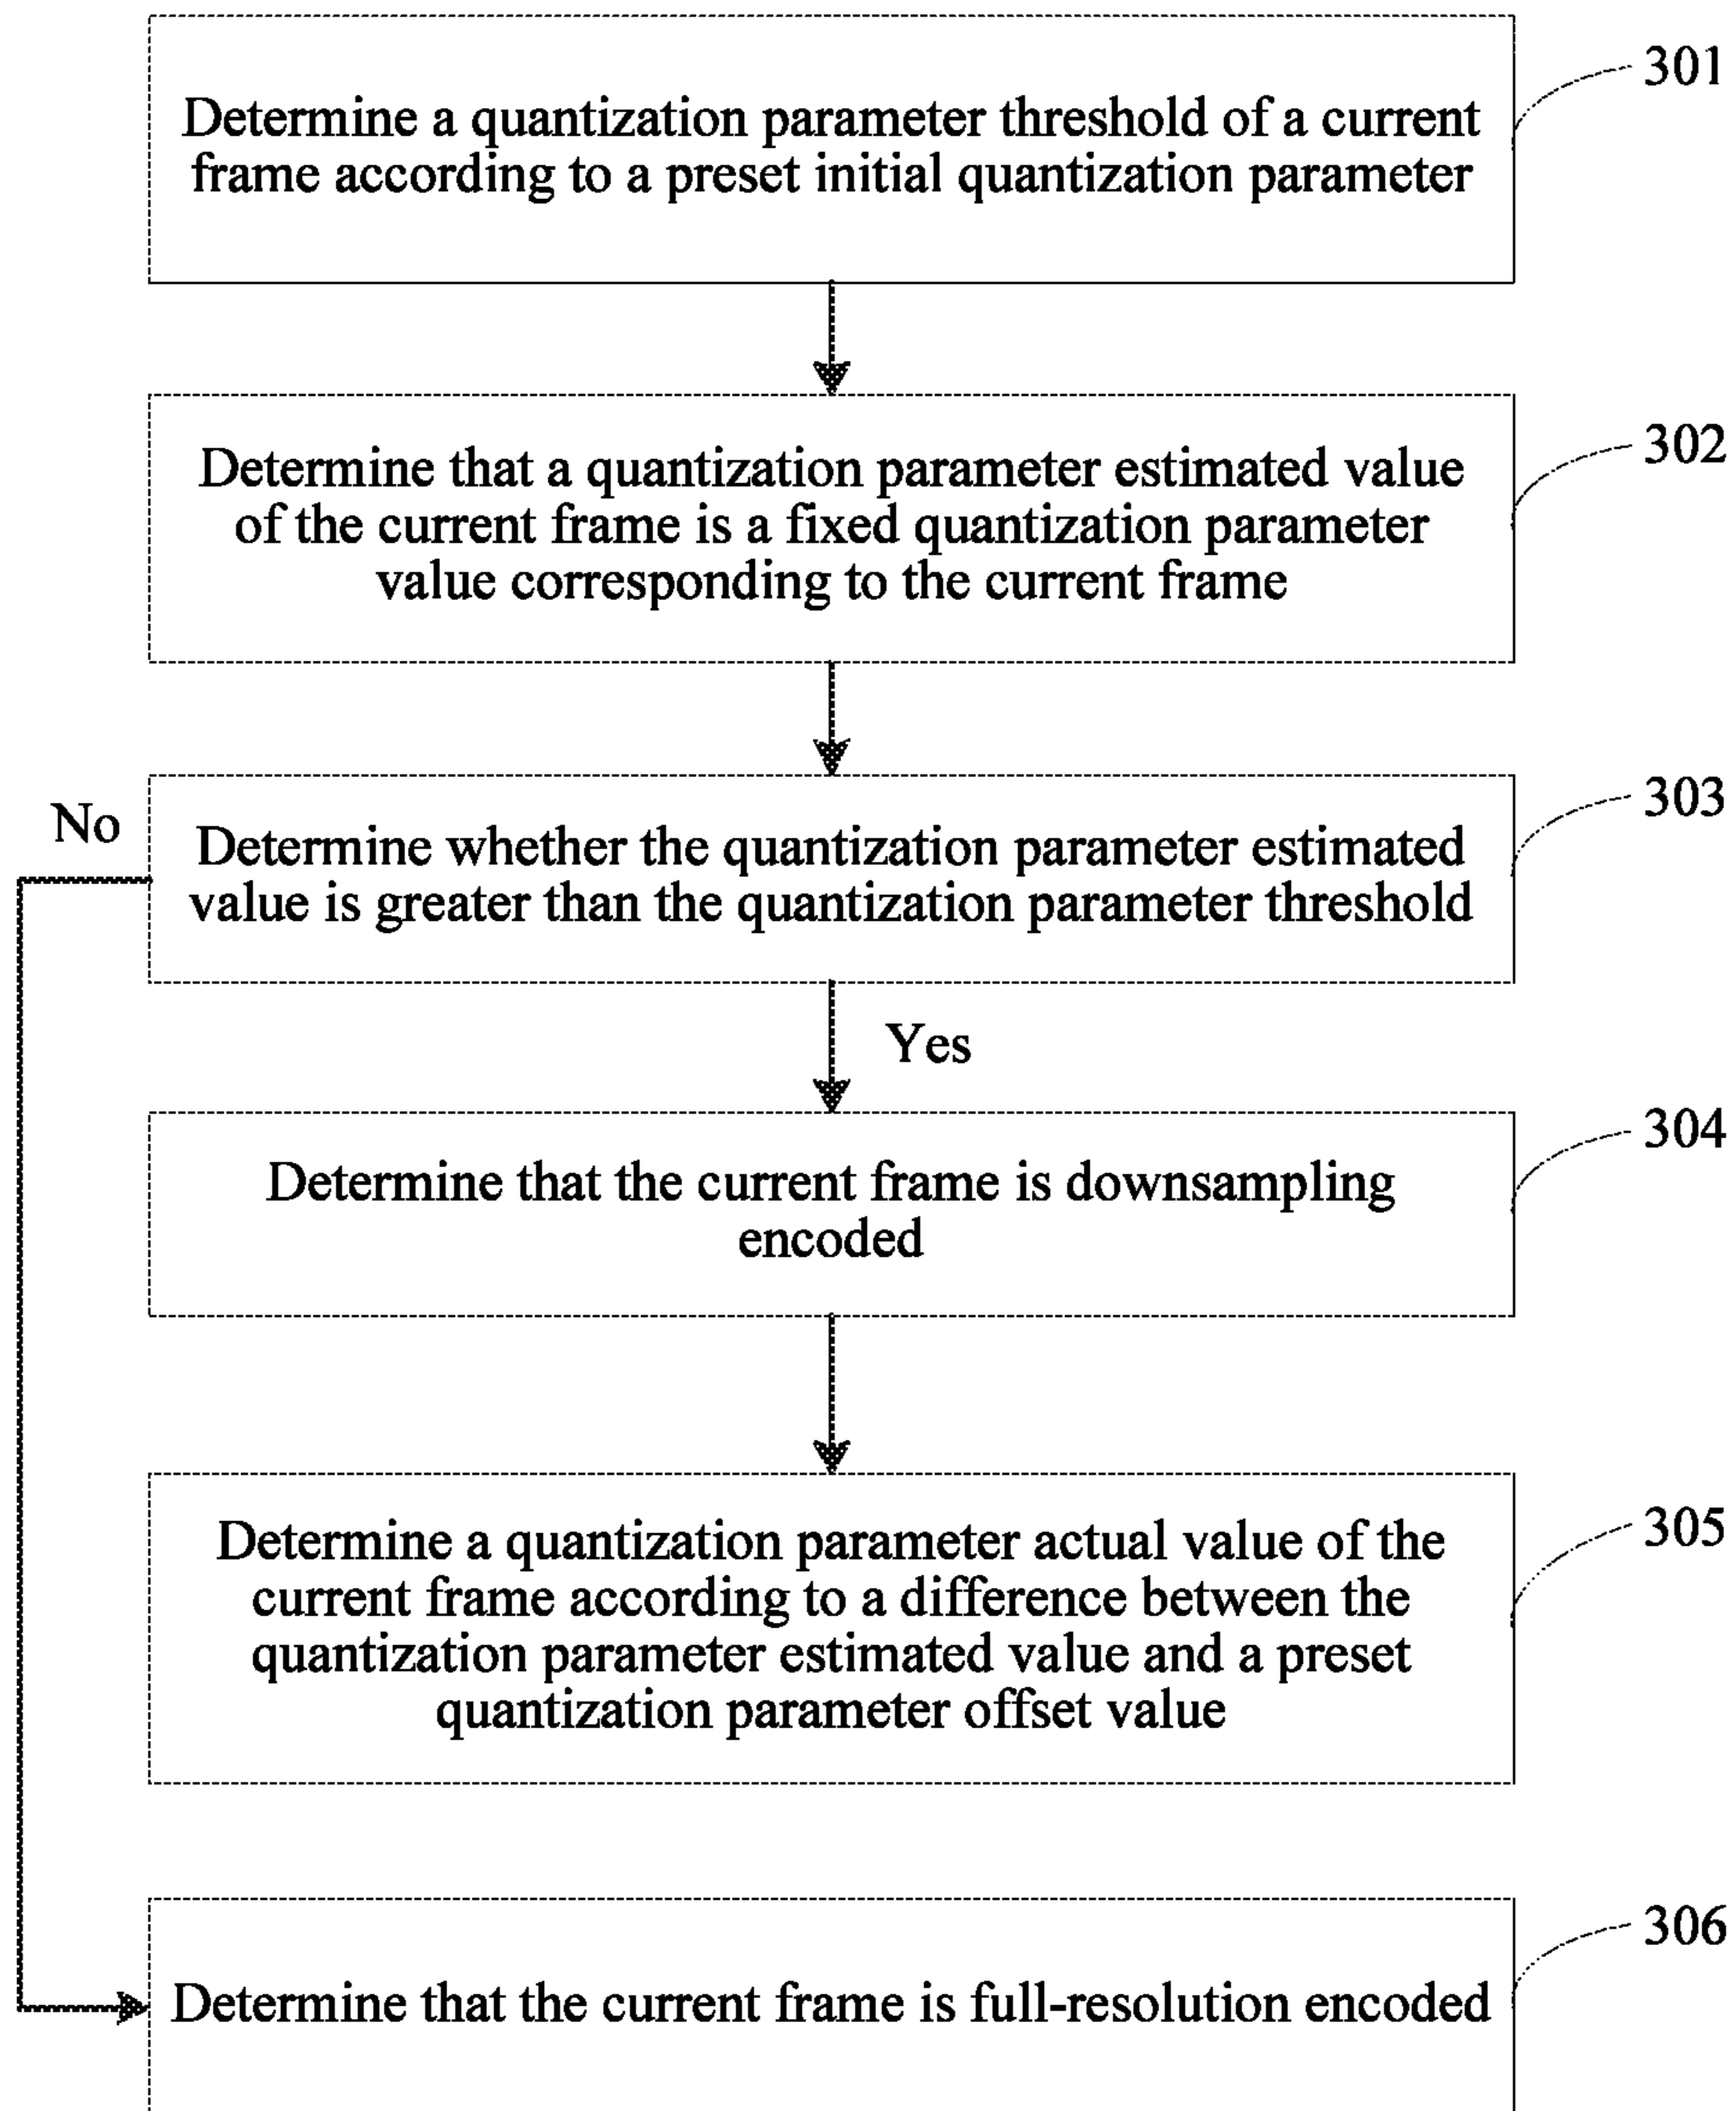 301
Determine a quantization parameter threshold of a current
frame according to a preset initial quantization parameter
302
Determine that a quantization parameter estimated value
of the current frame is a fixed quantization parameter
value corresponding to the current frame
303
No
Determine whether the quantization parameter estimated
value is greater than the quantization parameter threshold
Yes
304
Determine that the current frame is downsampling
encoded
305
Determine a quantization parameter actual value of the
current frame according to a difference between the
quantization parameter estimated value and a preset
quantization parameter offset value
306
Determine that the current frame is full-resolution encoded